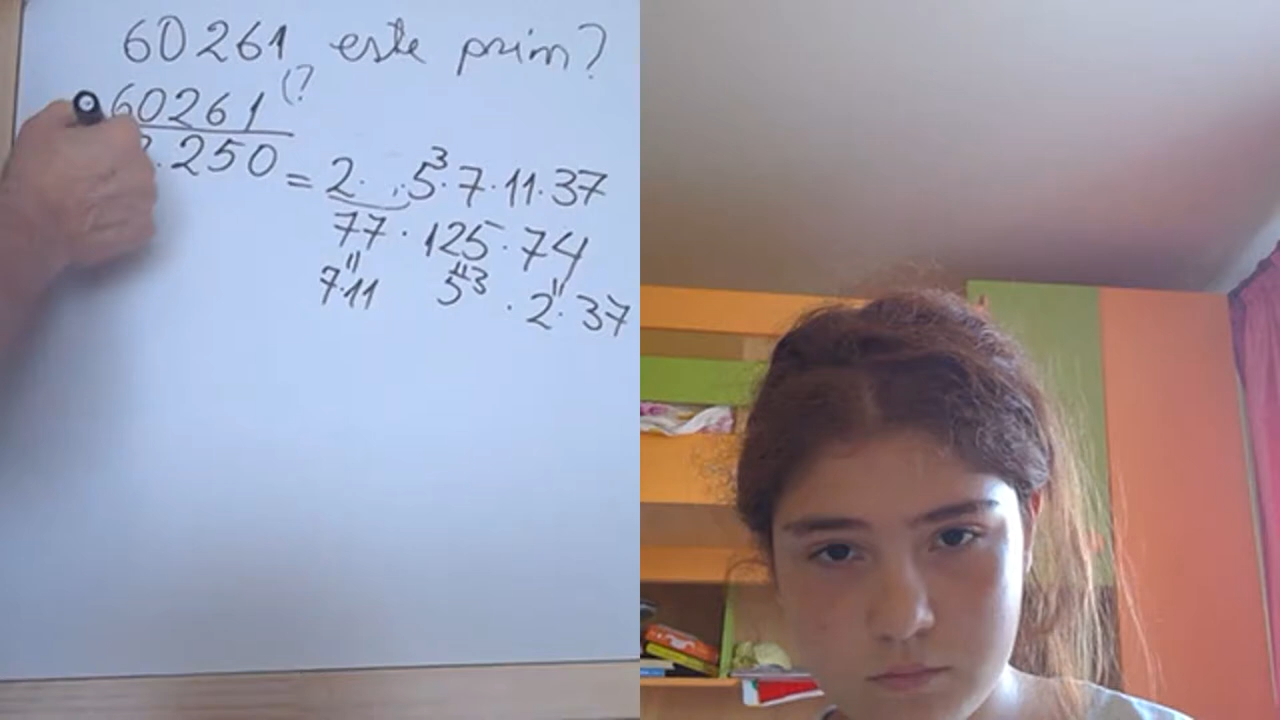 60261 este prim?
(?
60261
.250 = 2. . 5³.7.11.37
77.125.74
7.11 5³ .2.37